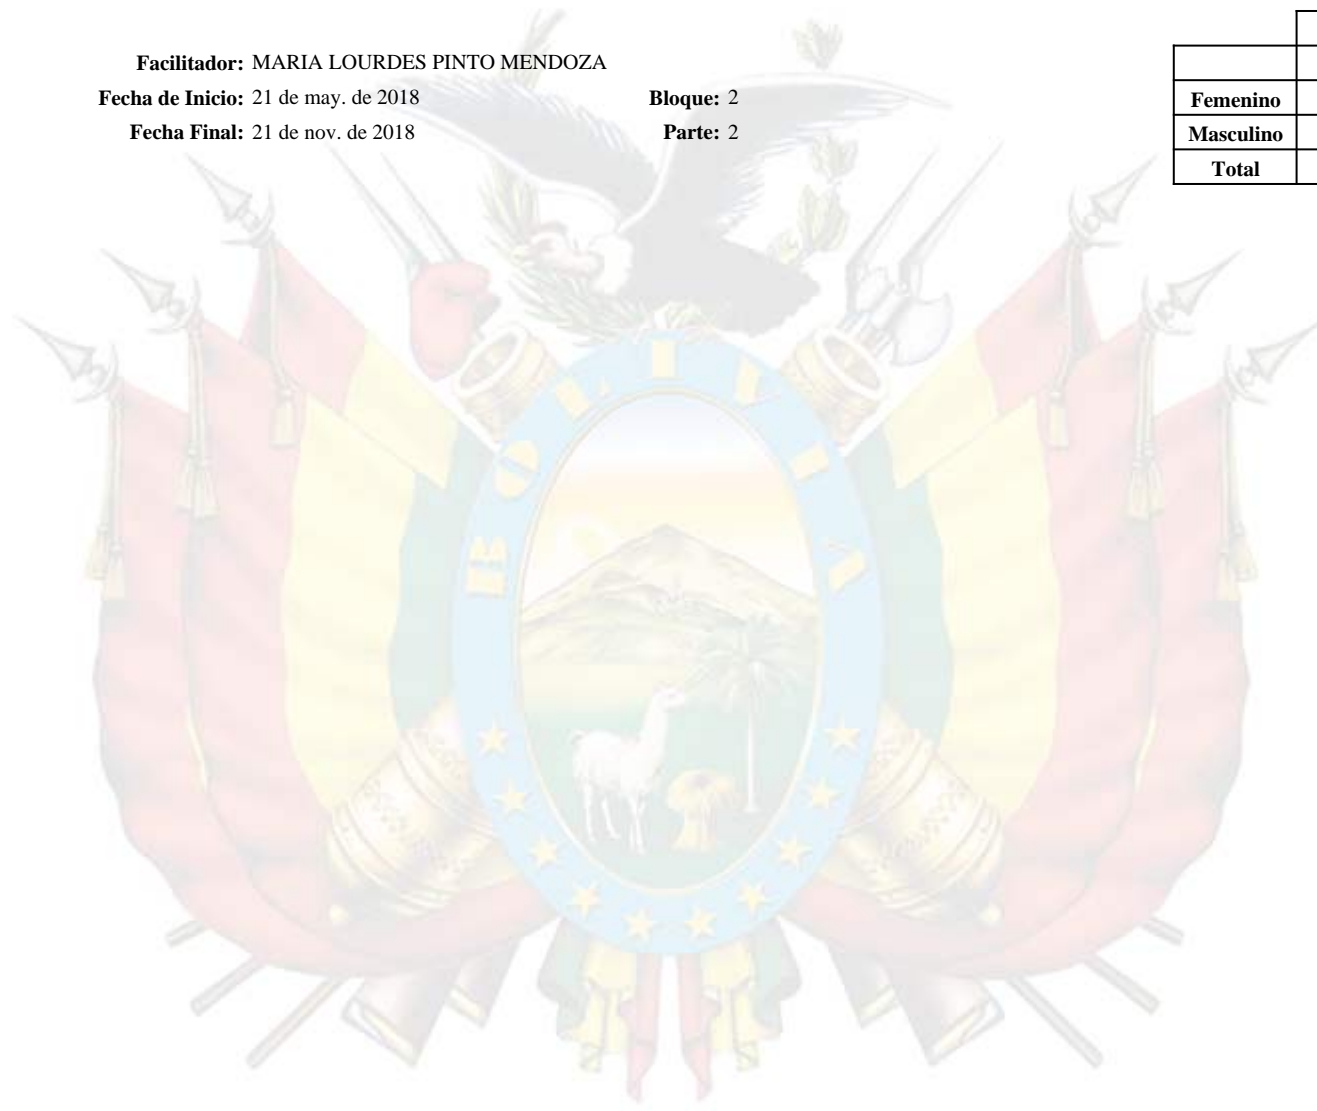 Facilitador: MARIA LOURDES PINTO MENDOZA
Fecha de Inicio: 21 de may. de 2018 Bloque: 2
Fecha Final: 21 de nov. de 2018 Parte: 2
Femenino
Masculino
Total
BOLIVIA